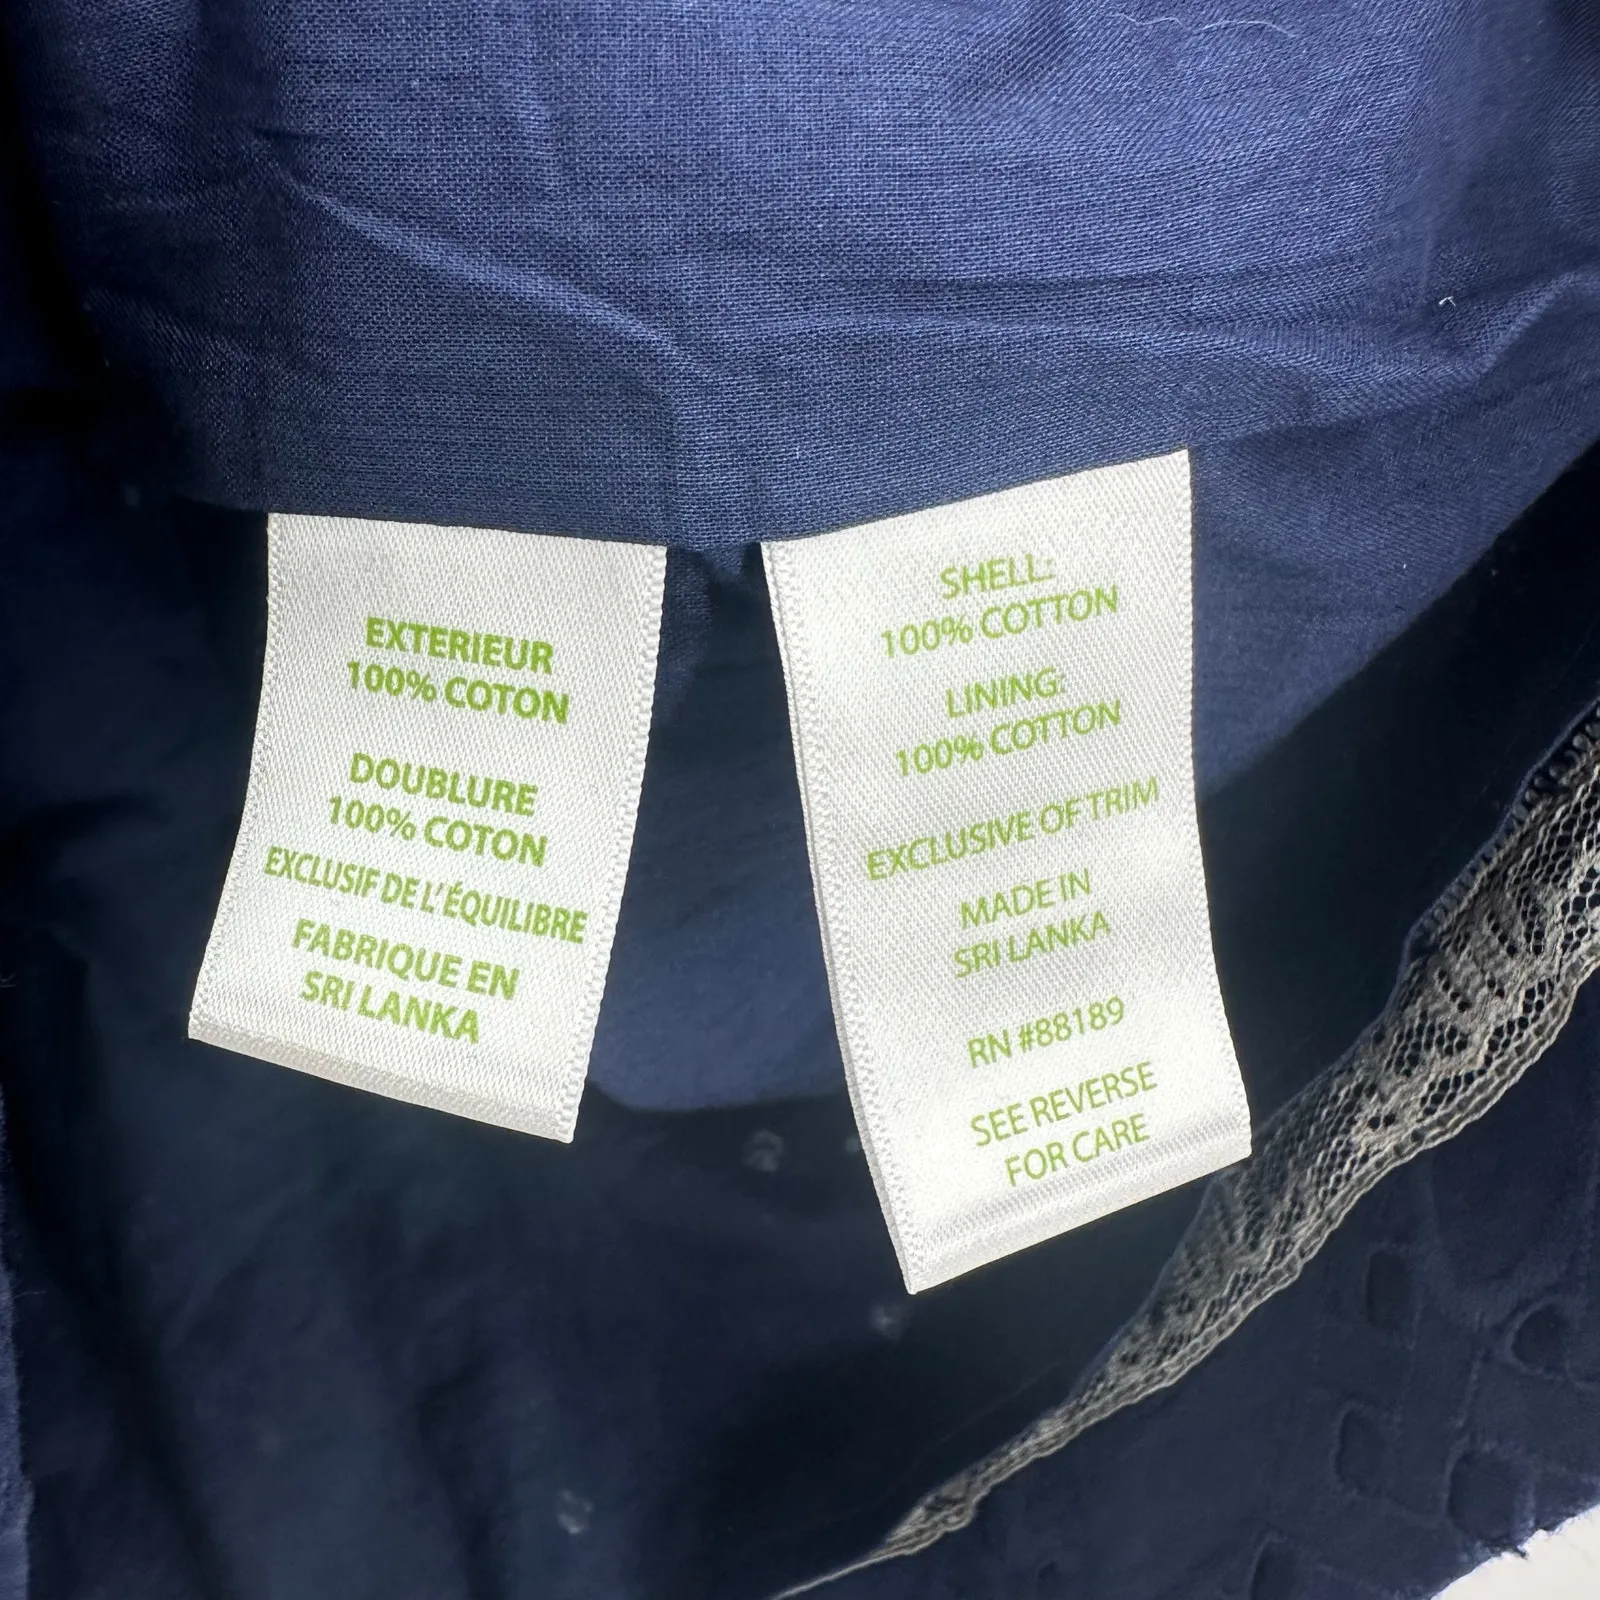 EXTERIEUR
100% COTON
DOUBLURE
100% COTON
EXCLUSIF DE L'ÉQUILIBRE
FABRIQUE EN
SRI LANKA
SHELL:
100% COTTON
LINING:
100% COTTON
EXCLUSIVE OF TRIM
MADE IN
SRI LANKA
RN #88189
SEE REVERSE
FOR CARE